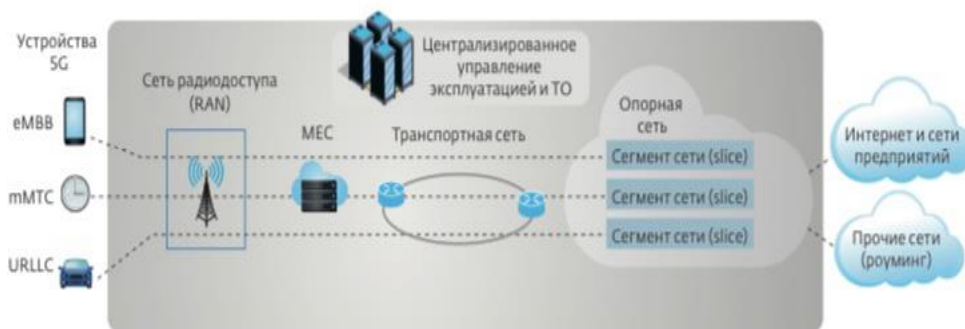 Устройства
5G
eMBB
mMTC
URLLC
Сеть радиодоступа
(RAN)
MEC
Централизированное
управление
эксплуатацией и ТО
Транспортная сеть
Опорная
сеть
Сегмент сети (slice)
Сегмент сети (slice)
Сегмент сети (slice)
Интернет и сети
предприятий
Прочие сети
(роуминг)